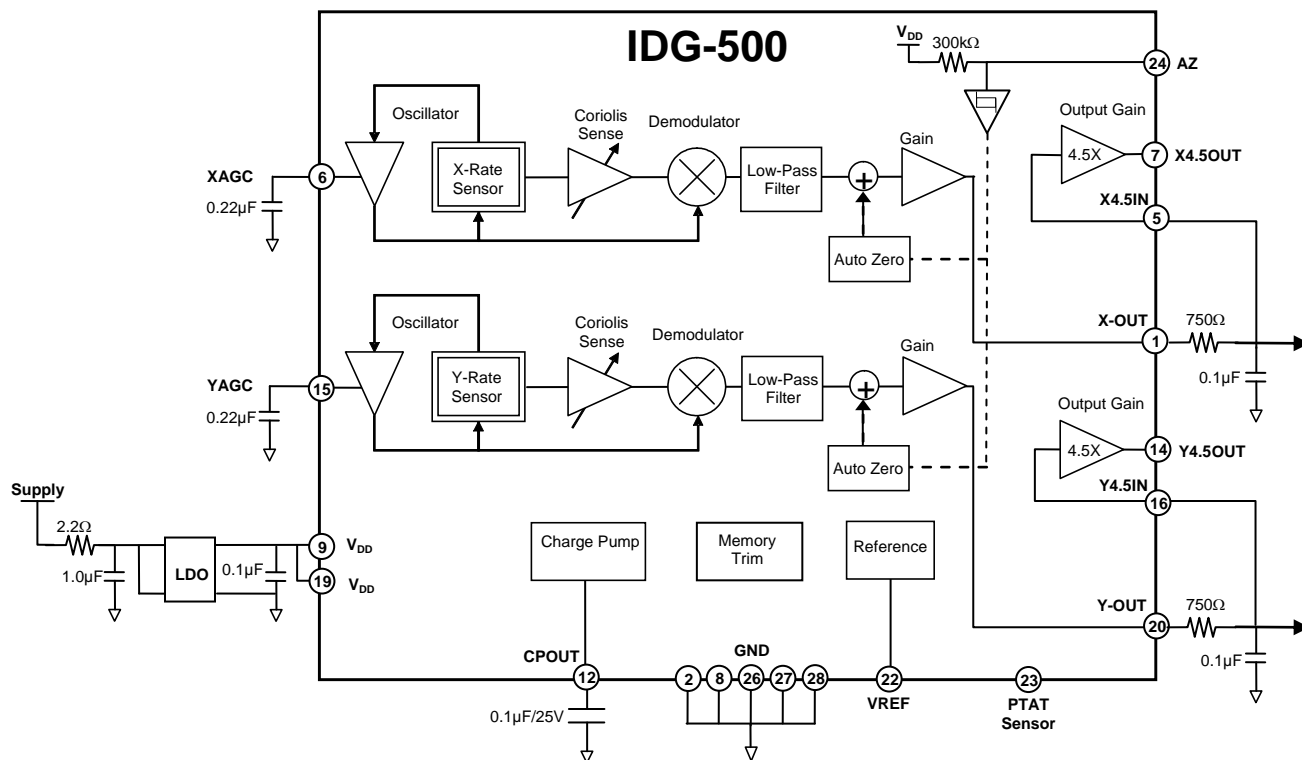 IDG-500
V_DD
300kΩ
24
AZ
Oscillator
Coriolis
Sense
Demodulator
Gain
Output Gain
4.5X
7
X4.5OUT
XAGC
6
X-Rate
Sensor
Low-Pass
Filter
+
X4.5IN
5
0.22µF
Auto Zero
Oscillator
Coriolis
Sense
Demodulator
Gain
X-OUT
1
750Ω
0.1µF
YAGC
15
Y-Rate
Sensor
Low-Pass
Filter
+
Output Gain
4.5X
14
Y4.5OUT
0.22µF
Auto Zero
Y4.5IN
16
Supply
2.2Ω
1.0µF
LDO
0.1µF
9
V_DD
19
V_DD
Charge Pump
Memory
Trim
Reference
Y-OUT
20
750Ω
0.1µF
CPOUT
12
0.1µF/25V
GND
2
8
26
27
28
22
VREF
23
PTAT
Sensor